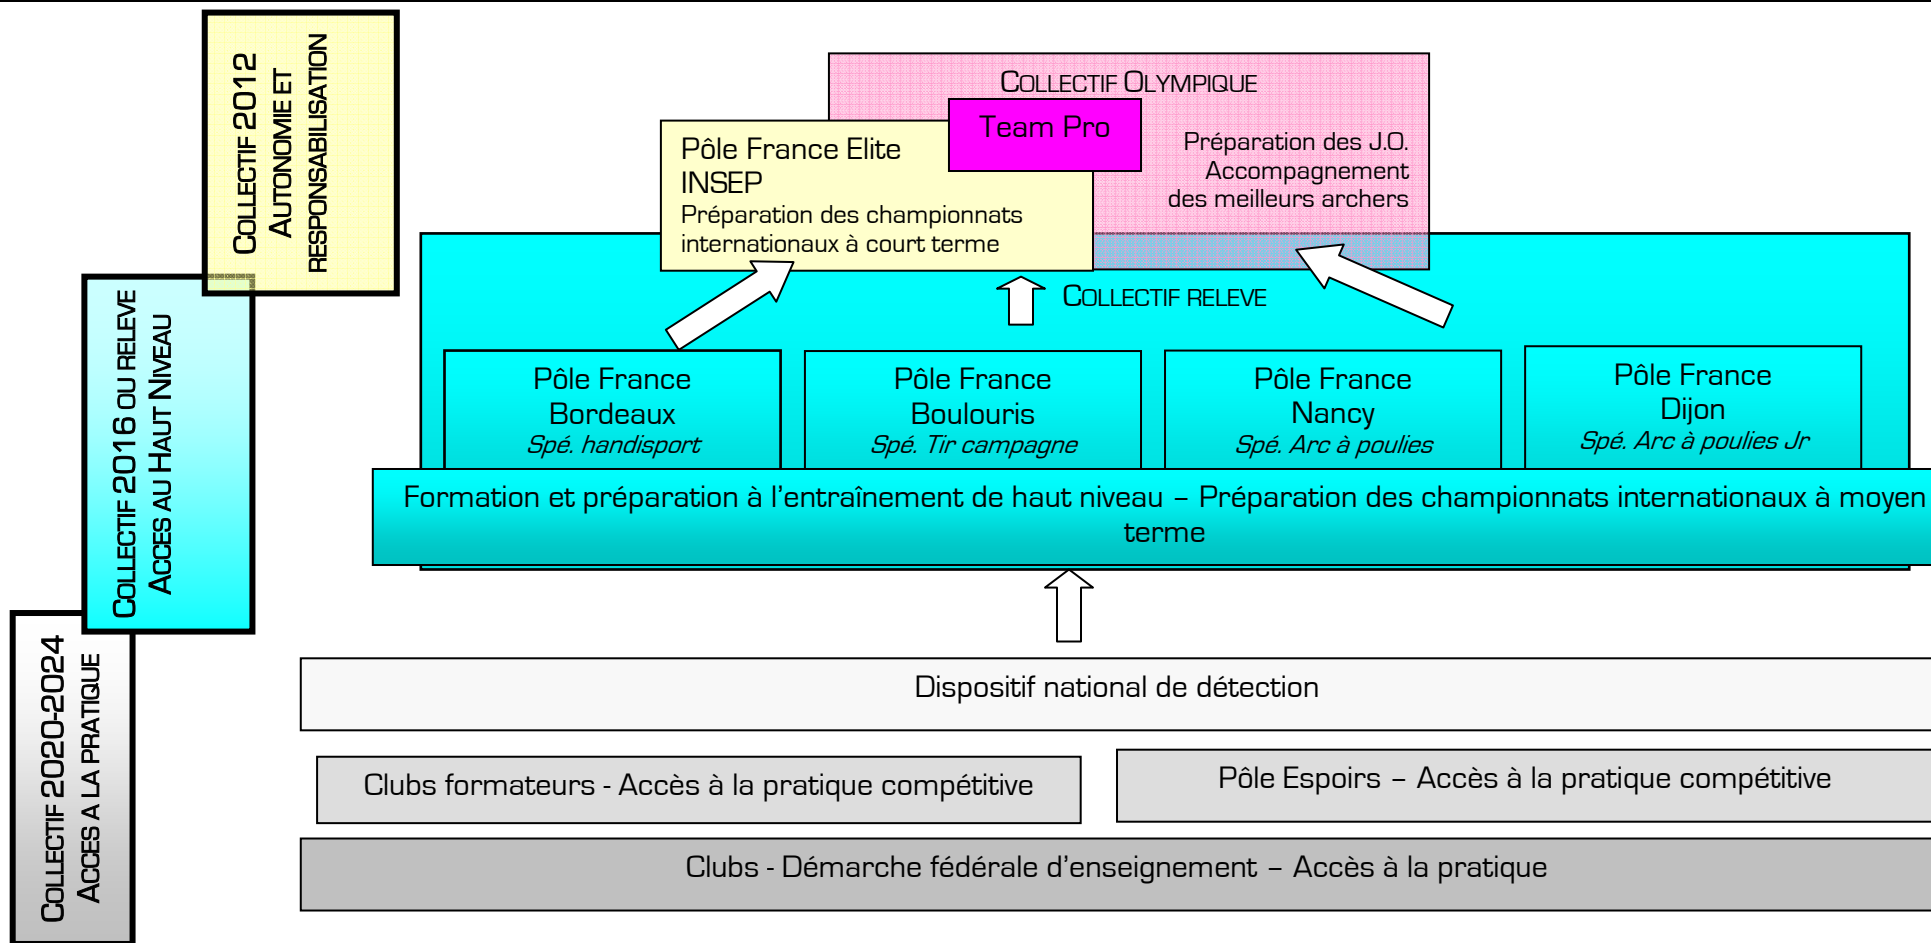 COLLECTIF 2012
AUTONOMIE ET
RESPONSABILISATION
COLLECTIF OLYMPIQUE
Team Pro
Préparation des J.O.
Accompagnement
des meilleurs archers
Pôle France Elite
INSEP
Préparation des championnats
internationaux à court terme
COLLECTIF 2016 OU RELEVE
ACCES AU HAUT NIVEAU
COLLECTIF RELEVE
Pôle France
Bordeaux
Spé. handisport
Pôle France
Boulouris
Spé. Tir campagne
Pôle France
Nancy
Spé. Arc à poulies
Pôle France
Dijon
Spé. Arc à poulies Jr
Formation et préparation à l’entraînement de haut niveau – Préparation des championnats internationaux à moyen
terme
COLLECTIF 2020-2024
ACCES A LA PRATIQUE
Dispositif national de détection
Clubs formateurs - Accès à la pratique compétitive
Pôle Espoirs – Accès à la pratique compétitive
Clubs - Démarche fédérale d’enseignement – Accès à la pratique